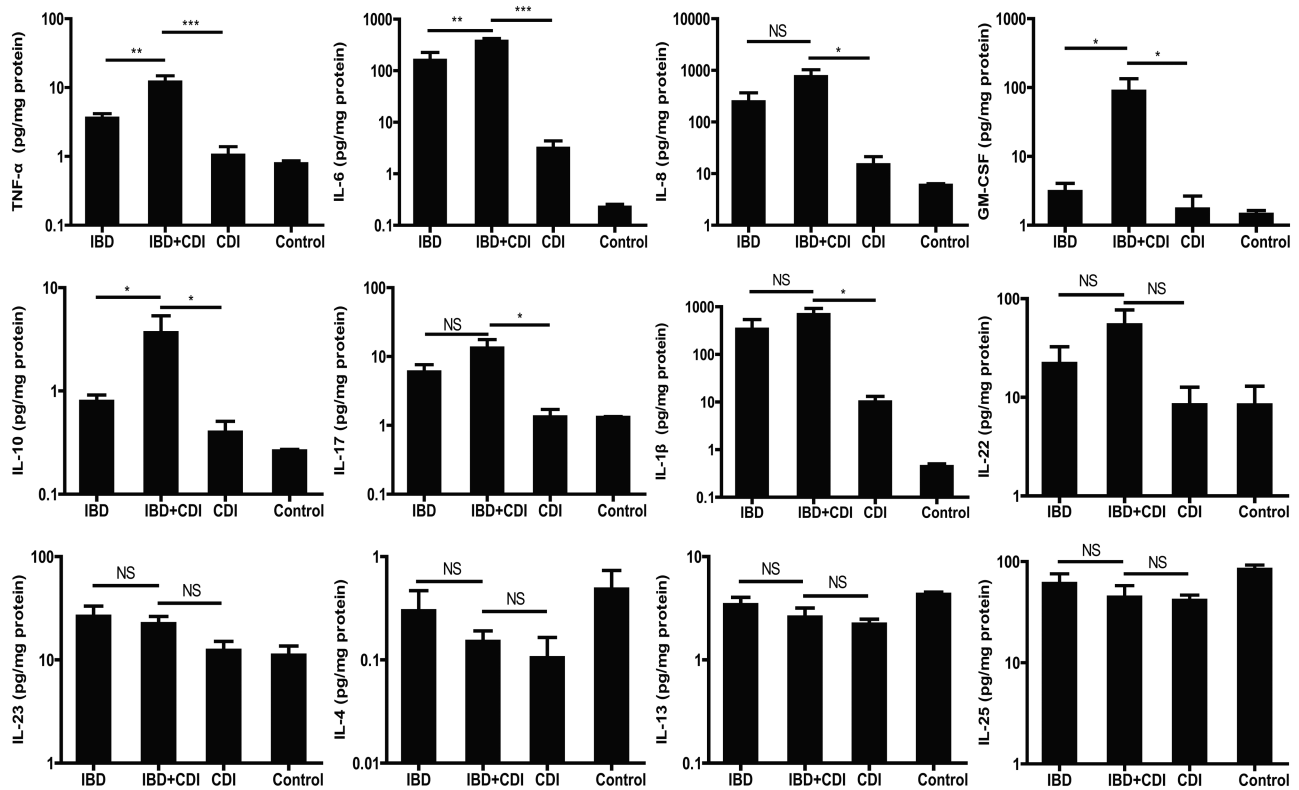 TNF-α (pg/mg protein)
100
10
1
0.1
**
***
IBD
IBD+CDI
CDI
Control
IL-6 (pg/mg protein)
1000
100
10
1
0.1
**
***
IBD
IBD+CDI
CDI
Control
IL-8 (pg/mg protein)
10000
1000
100
10
1
NS
*
IBD
IBD+CDI
CDI
Control
GM-CSF (pg/mg protein)
1000
100
10
1
*
*
IBD
IBD+CDI
CDI
Control
IL-10 (pg/mg protein)
10
1
0.1
*
*
IBD
IBD+CDI
CDI
Control
IL-17 (pg/mg protein)
100
10
1
0.1
NS
*
IBD
IBD+CDI
CDI
Control
IL-1β (pg/mg protein)
1000
100
10
1
0.1
NS
*
IBD
IBD+CDI
CDI
Control
IL-22 (pg/mg protein)
100
10
1
NS
NS
IBD
IBD+CDI
CDI
Control
IL-23 (pg/mg protein)
100
10
1
NS
NS
IBD
IBD+CDI
CDI
Control
IL-4 (pg/mg protein)
1
0.1
0.01
NS
NS
IBD
IBD+CDI
CDI
Control
IL-13 (pg/mg protein)
10
1
0.1
NS
NS
IBD
IBD+CDI
CDI
Control
IL-25 (pg/mg protein)
100
10
1
NS
NS
IBD
IBD+CDI
CDI
Control